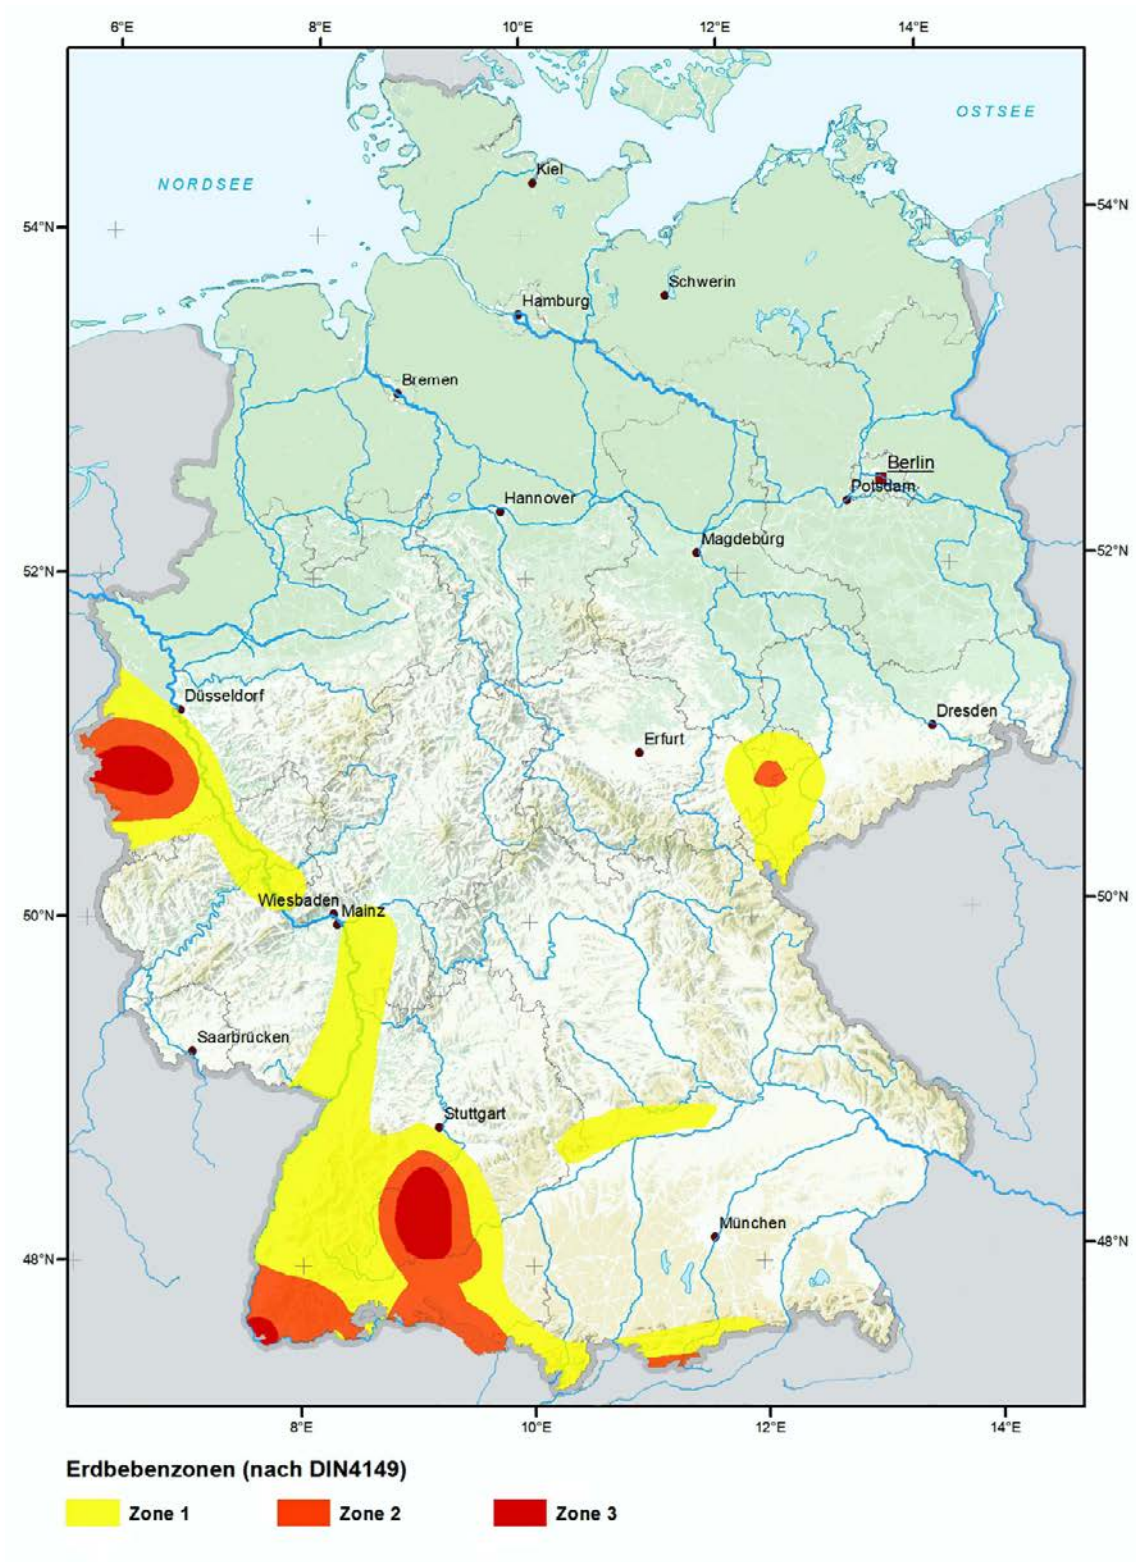 6°E 8°E 10°E 12°E 14°E
OSTSEE
NORDSEE
Kiel
54°N 54°N
Schwerin
Hamburg
Bremen
Berlin
Potsdam
Hannover
Magdeburg
52°N 52°N
Düsseldorf
Dresden
Erfurt
50°N 50°N
Wiesbaden
Mainz
Saarbrücken
Stuttgart
München
48°N 48°N
8°E 10°E 12°E 14°E
Erdbebenzonen (nach DIN4149)
Zone 1 Zone 2 Zone 3